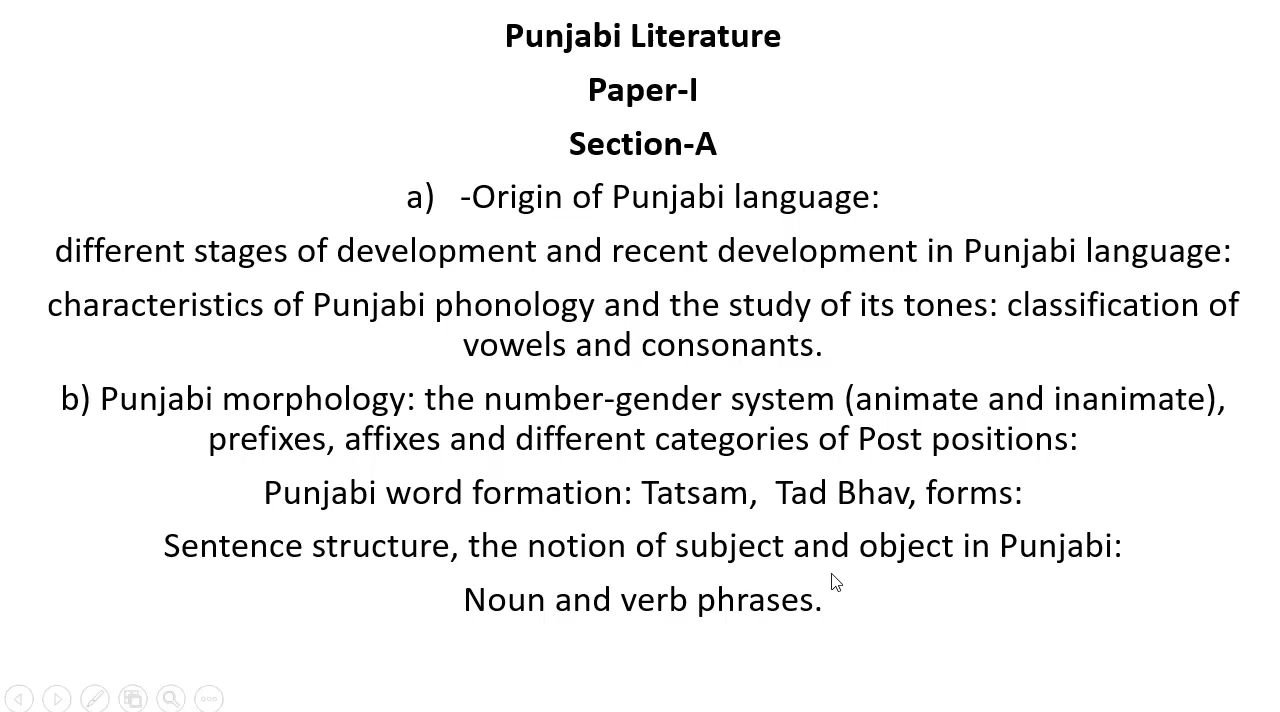 Punjabi Literature
Paper-I
Section-A
a) -Origin of Punjabi language:
different stages of development and recent development in Punjabi language:
characteristics of Punjabi phonology and the study of its tones: classification of
vowels and consonants.
b) Punjabi morphology: the number-gender system (animate and inanimate),
prefixes, affixes and different categories of Post positions:
Punjabi word formation: Tatsam, Tad Bhav, forms:
Sentence structure, the notion of subject and object in Punjabi:
Noun and verb phrases.